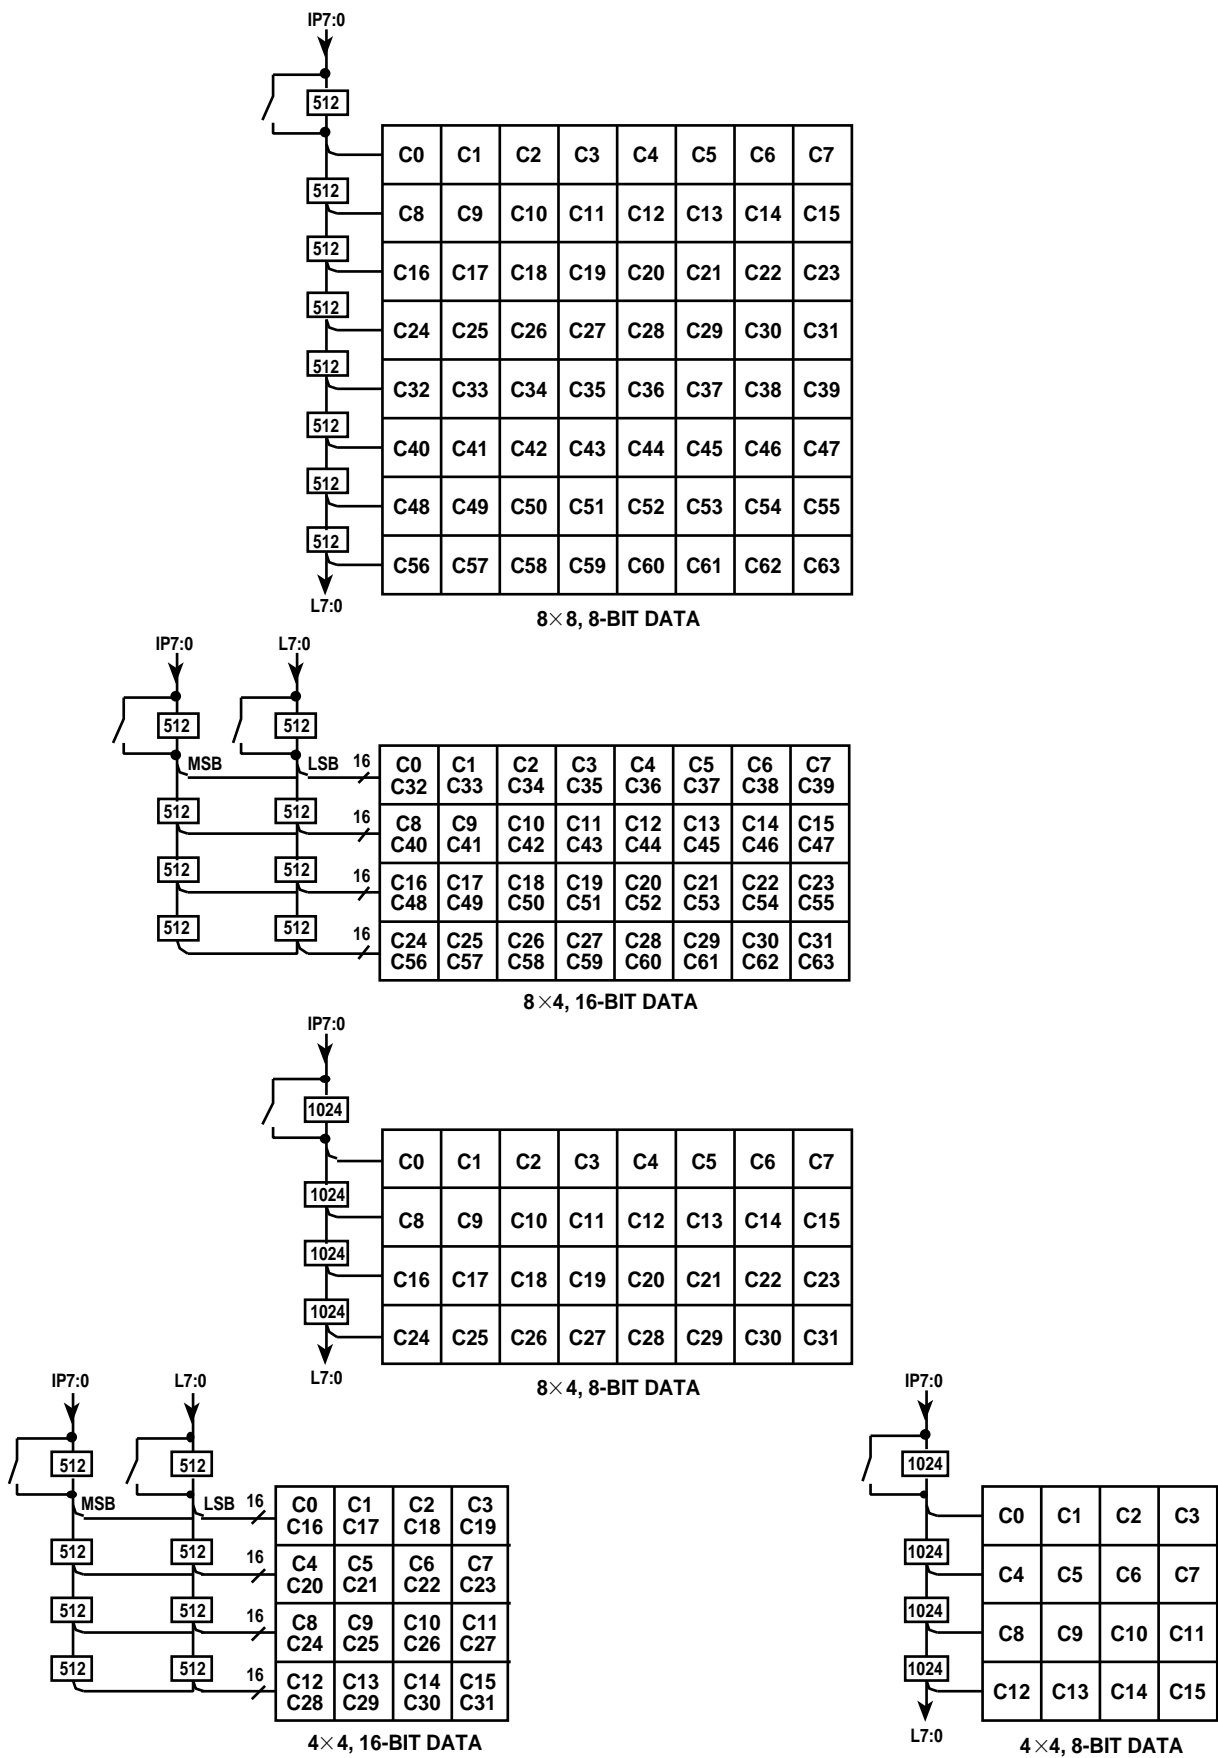 IP7:0
512
C0 C1 C2 C3 C4 C5 C6 C7
512
C8 C9 C10 C11 C12 C13 C14 C15
512
C16 C17 C18 C19 C20 C21 C22 C23
512
C24 C25 C26 C27 C28 C29 C30 C31
512
C32 C33 C34 C35 C36 C37 C38 C39
512
C40 C41 C42 C43 C44 C45 C46 C47
512
C48 C49 C50 C51 C52 C53 C54 C55
512
C56 C57 C58 C59 C60 C61 C62 C63
L7:0
8×8, 8-BIT DATA
IP7:0 L7:0
512 512
MSB LSB 16
C0 C1 C2 C3 C4 C5 C6 C7
C32 C33 C34 C35 C36 C37 C38 C39
512 512 16
C8 C9 C10 C11 C12 C13 C14 C15
C40 C41 C42 C43 C44 C45 C46 C47
512 512 16
C16 C17 C18 C19 C20 C21 C22 C23
C48 C49 C50 C51 C52 C53 C54 C55
512 512 16
C24 C25 C26 C27 C28 C29 C30 C31
C56 C57 C58 C59 C60 C61 C62 C63
8×4, 16-BIT DATA
IP7:0
1024
C0 C1 C2 C3 C4 C5 C6 C7
1024
C8 C9 C10 C11 C12 C13 C14 C15
1024
C16 C17 C18 C19 C20 C21 C22 C23
1024
C24 C25 C26 C27 C28 C29 C30 C31
L7:0
8×4, 8-BIT DATA
IP7:0 L7:0
512 512
MSB LSB 16
C0 C1 C2 C3
C16 C17 C18 C19
512 512 16
C4 C5 C6 C7
C20 C21 C22 C23
512 512 16
C8 C9 C10 C11
C24 C25 C26 C27
512 512 16
C12 C13 C14 C15
C28 C29 C30 C31
4×4, 16-BIT DATA
IP7:0
1024
C0 C1 C2 C3
1024
C4 C5 C6 C7
1024
C8 C9 C10 C11
1024
C12 C13 C14 C15
L7:0
4×4, 8-BIT DATA